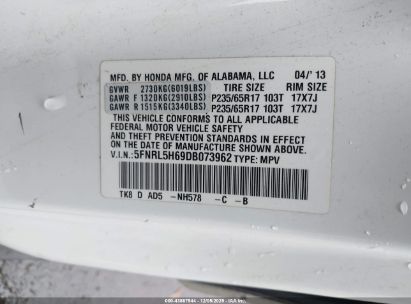 MFD. BY HONDA MFG. OF ALABAMA, LLC 04/'13
GVWR 2730KG(6019LBS) TIRE SIZE RIM SIZE
GAWR F 1320KG(2910LBS) P235/65R17 103T 17X7J
GAWR R 1515KG(3340LBS) P235/65R17 103T 17X7J
THIS VEHICLE CONFORMS TO ALL APPLICABLE
FEDERAL MOTOR VEHICLE SAFETY
AND THEFT PREVENTION STANDARDS IN EFFECT ON
THE DATE OF MANUFACTURE SHOWN ABOVE.
V.I.N.: 5FNRL5H69DB073962 TYPE: MPV
TK8 D AD5 -NH578 -C -B